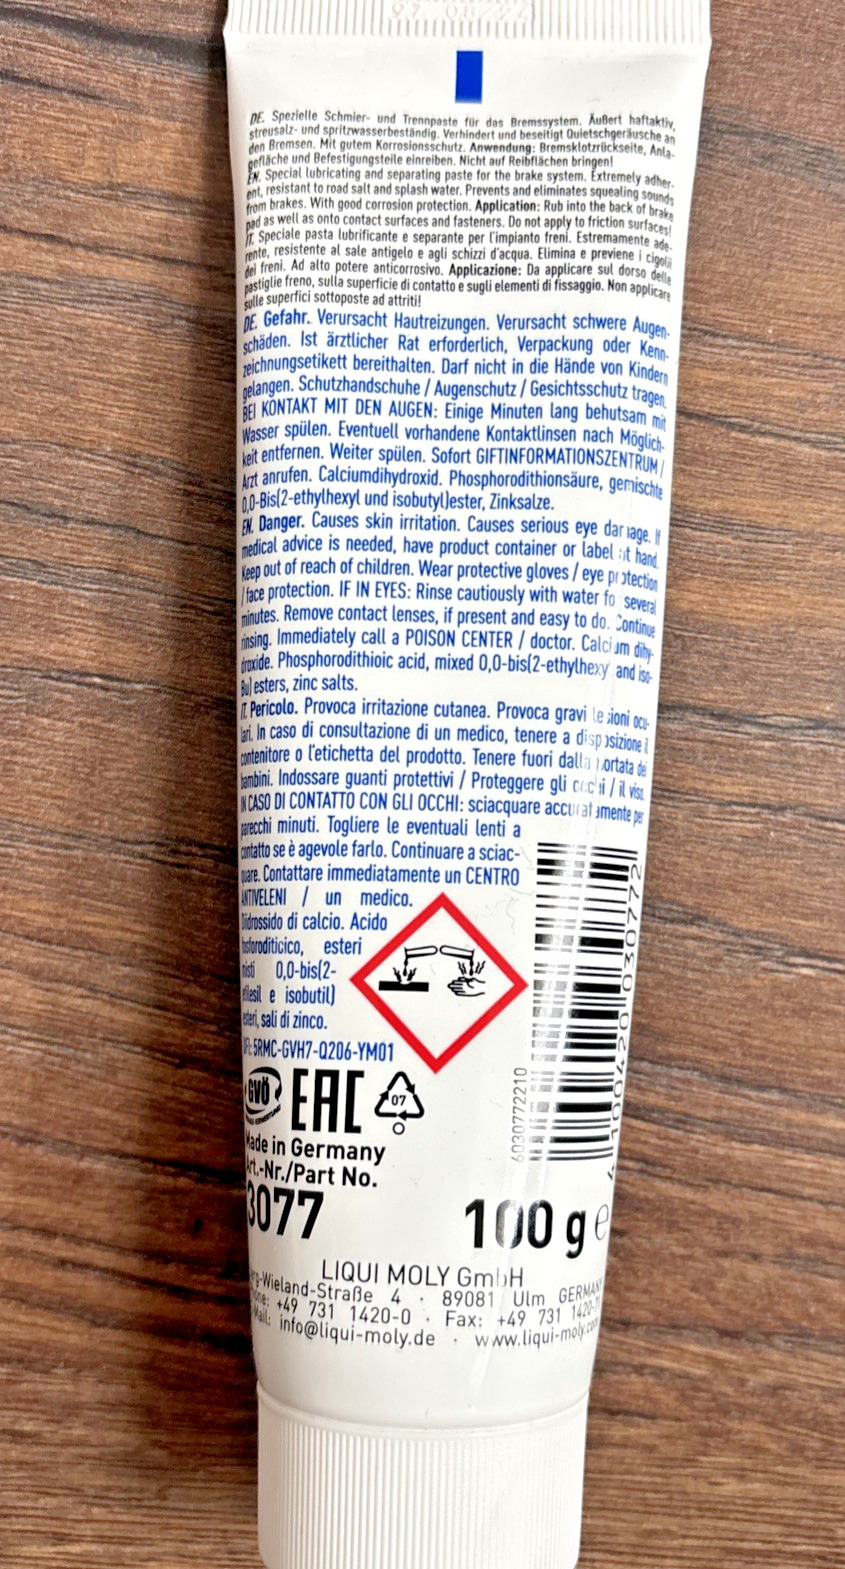 DE. Spezielle Schmier- und Trennpaste für das Bremssystem. Äußert haftaktiv,
streusalz- und spritzwasserbeständig. Verhindert und beseitigt Quietschgeräusche an
den Bremsen. Mit gutem Korrosionsschutz. Anwendung: Bremsklotzrückseite, Anla-
gefläche und Befestigungsteile einreiben. Nicht auf Reibflächen bringen!
EN. Special lubricating and separating paste for the brake system. Extremely adher-
ent, resistant to road salt and splash water. Prevents and eliminates squealing sounds
from brakes. With good corrosion protection. Application: Rub into the back of brake
pad as well as onto contact surfaces and fasteners. Do not apply to friction surfaces!
IT. Speciale pasta lubrificante e separante per l'impianto freni. Estremamente ade-
rente, resistente al sale antigelo e agli schizzi d'acqua. Elimina e previene i cigolii
dei freni. Ad alto potere anticorrosivo. Applicazione: Da applicare sul dorso delle
pastiglie freno, sulla superficie di contatto e sugli elementi di fissaggio. Non applicare
sulle superfici sottoposte ad attriti!
DE. Gefahr. Verursacht Hautreizungen. Verursacht schwere Augen-
schäden. Ist ärztlicher Rat erforderlich, Verpackung oder Kenn-
zeichnungsetikett bereithalten. Darf nicht in die Hände von Kindern
gelangen. Schutzhandschuhe / Augenschutz / Gesichtsschutz tragen.
BEI KONTAKT MIT DEN AUGEN: Einige Minuten lang behutsam mit
Wasser spülen. Eventuell vorhandene Kontaktlinsen nach Möglich-
keit entfernen. Weiter spülen. Sofort GIFTINFORMATIONSZENTRUM /
Arzt anrufen. Calciumdihydroxid. Phosphorodithionsäure, gemischte
O,O-Bis(2-ethylhexyl und isobutyl)ester, Zinksalze.
EN. Danger. Causes skin irritation. Causes serious eye damage. If
medical advice is needed, have product container or label at hand.
Keep out of reach of children. Wear protective gloves / eye protection
/ face protection. IF IN EYES: Rinse cautiously with water for several
minutes. Remove contact lenses, if present and easy to do. Continue
rinsing. Immediately call a POISON CENTER / doctor. Calcium dihy-
droxide. Phosphorodithioic acid, mixed O,O-bis(2-ethylhexyl and iso-
Bu) esters, zinc salts.
IT. Pericolo. Provoca irritazione cutanea. Provoca gravi lesioni ocu-
lari. In caso di consultazione di un medico, tenere a disposizione il
contenitore o l'etichetta del prodotto. Tenere fuori dalla portata dei
bambini. Indossare guanti protettivi / Proteggere gli occhi / il viso.
IN CASO DI CONTATTO CON GLI OCCHI: sciacquare accuratamente per
parecchi minuti. Togliere le eventuali lenti a
contatto se è agevole farlo. Continuare a sciac-
quare. Contattare immediatamente un CENTRO
ANTIVELENI / un medico.
Diidrossido di calcio. Acido
fosforoditioico, esteri
misti O,O-bis(2-
etilesil e isobutil)
esteri, sali di zinco.
UFI: 5RMC-GVH7-Q206-YM01
GVÖ EAC 07
Made in Germany
Art.-Nr./Part No.
3077
100 g e
6030772210
4 100420 030772
LIQUI MOLY GmbH
-Wieland-Straße 4 · 89081 Ulm GERMANY
+49 731 1420-0 · Fax: +49 731
info@liqui-moly.de · www.liqui-moly.com